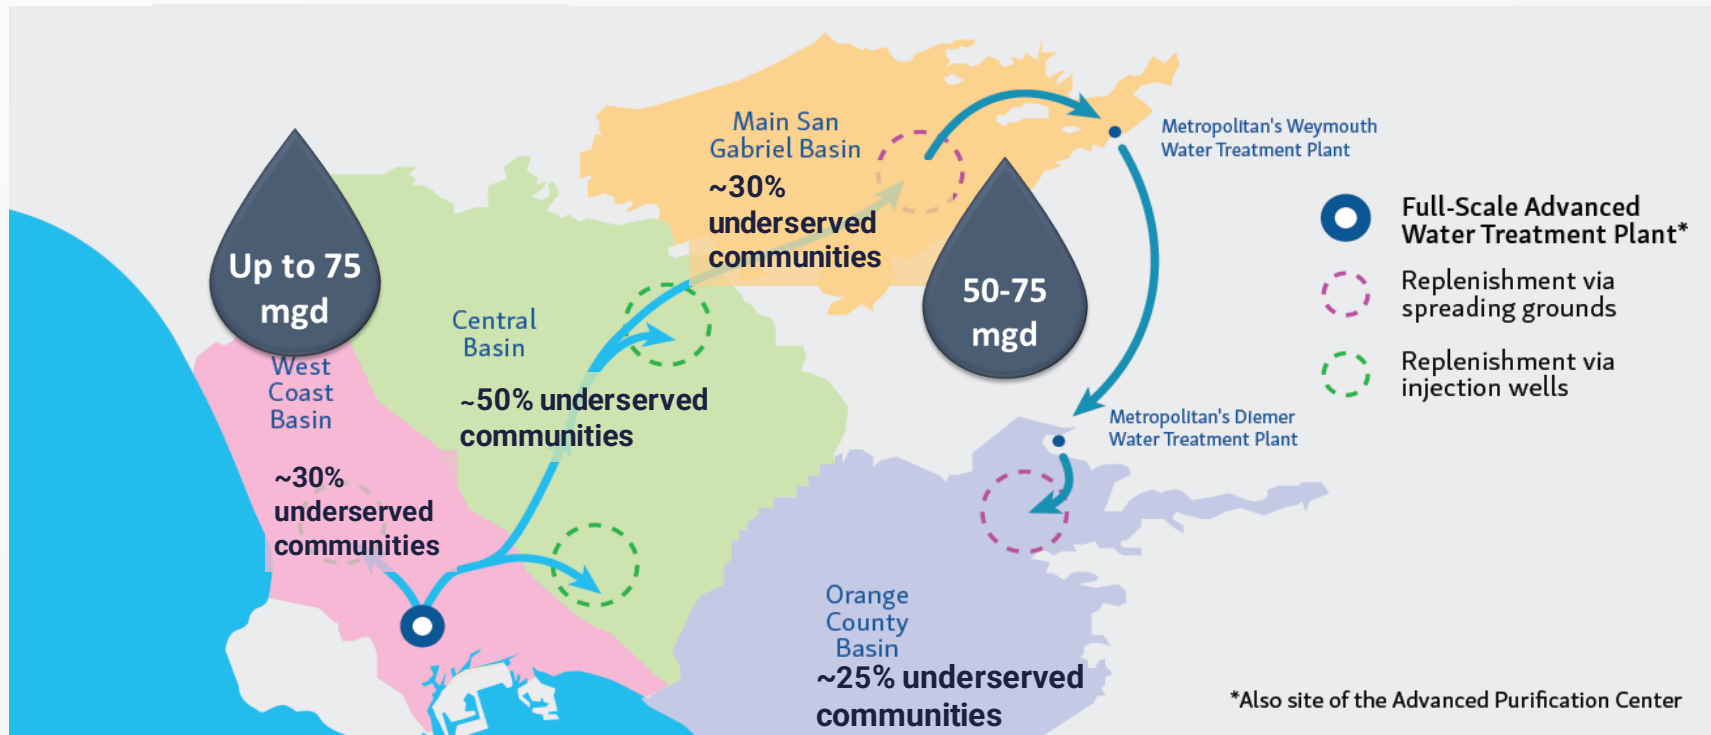 Main San
Gabriel Basin
~30%
underserved
communities
Metropolitan's Weymouth
Water Treatment Plant
Up to 75
mgd
50-75
mgd
Full-Scale Advanced
Water Treatment Plant*
Replenishment via
spreading grounds
Replenishment via
injection wells
Central
Basin
~50% underserved
communities
West
Coast
Basin
~30%
underserved
communities
Metropolitan's Diemer
Water Treatment Plant
Orange
County
Basin
~25% underserved
communities
*Also site of the Advanced Purification Center